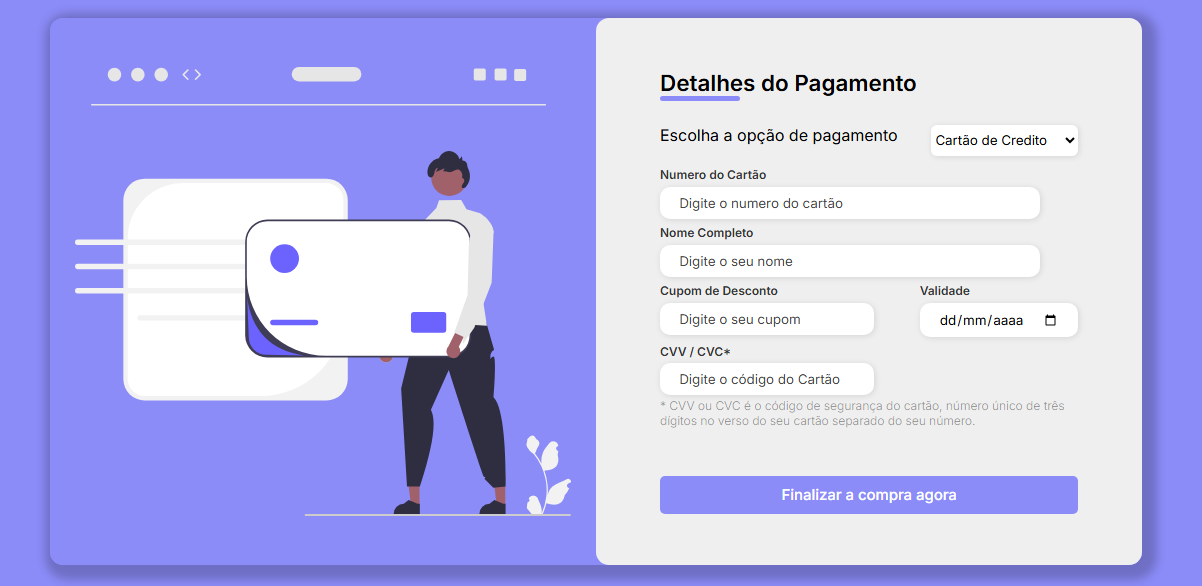 Detalhes do Pagamento
Escolha a opção de pagamento
Cartão de Credito
Numero do Cartão
Digite o numero do cartão
Nome Completo
Digite o seu nome
Cupom de Desconto
Validade
Digite o seu cupom
dd/mm/aaaa
CVV / CVC*
Digite o código do Cartão
* CVV ou CVC é o código de segurança do cartão, número único de três
dígitos no verso do seu cartão separado do seu número.
Finalizar a compra agora